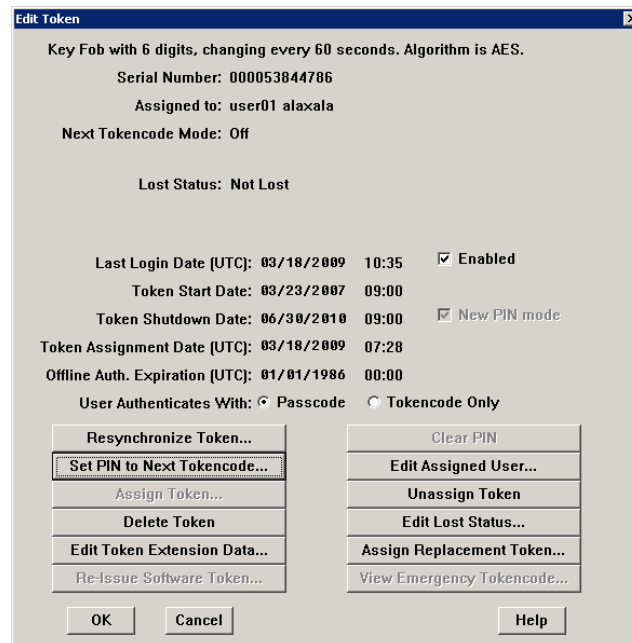 Edit Token
Key Fob with 6 digits, changing every 60 seconds. Algorithm is AES.
Serial Number: 000053844786
Assigned to: user01 alaxala
Next Tokencode Mode: Off
Lost Status: Not Lost
Last Login Date (UTC): 03/18/2009 10:35 Enabled
Token Start Date: 03/23/2007 09:00
Token Shutdown Date: 06/30/2010 09:00 New PIN mode
Token Assignment Date (UTC): 03/18/2009 07:28
Offline Auth. Expiration (UTC): 01/01/1986 00:00
User Authenticates With: Passcode Tokencode Only
Resynchronize Token... Clear PIN
Set PIN to Next Tokencode... Edit Assigned User...
Assign Token... Unassign Token
Delete Token Edit Lost Status...
Edit Token Extension Data... Assign Replacement Token...
Re-Issue Software Token... View Emergency Tokencode...
OK Cancel Help